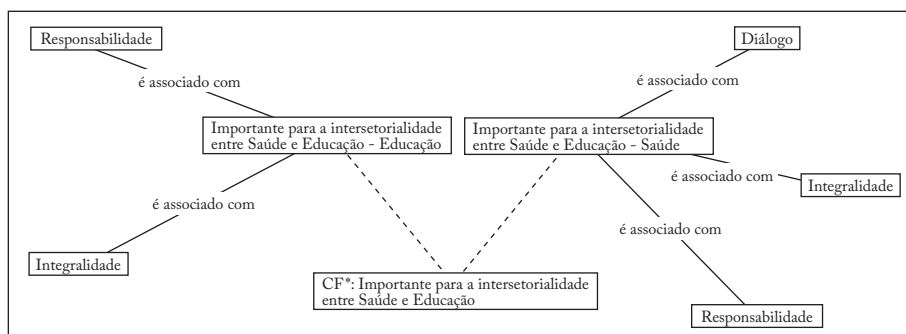 Responsabilidade
Diálogo
é associado com
é associado com
Importante para a intersetorialidade
entre Saúde e Educação - Educação
Importante para a intersetorialidade
entre Saúde e Educação - Saúde
é associado com
Integralidade
é associado com
é associado com
Integralidade
CF*: Importante para a intersetorialidade
entre Saúde e Educação
Responsabilidade